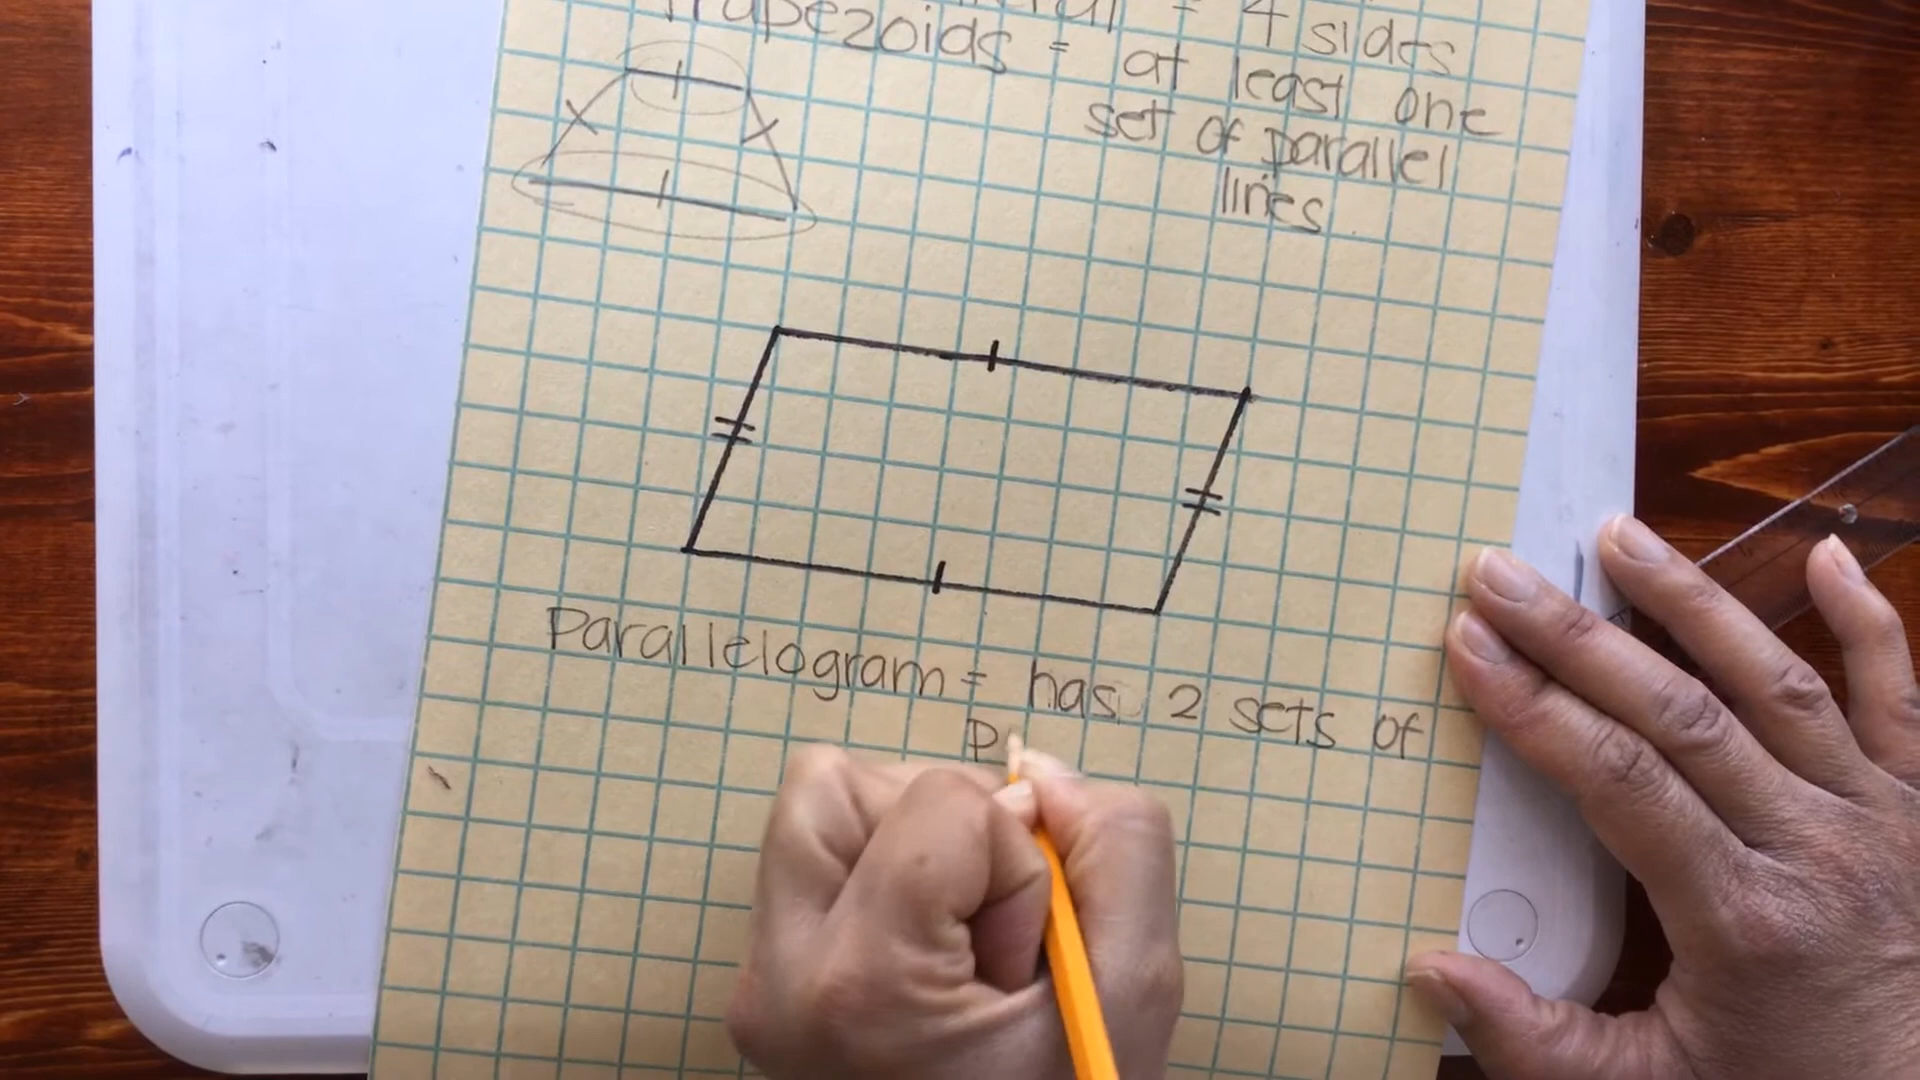 = 4 sides
Trapezoids = at least one
set of parallel
lines
Parallelogram = has 2 sets of
p